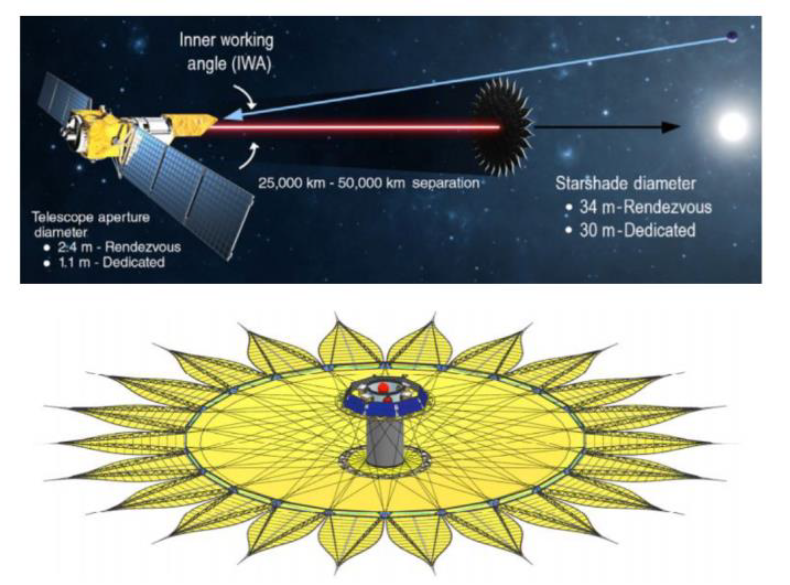 Inner working
angle (IWA)
25,000 km - 50,000 km separation
Starshade diameter
• 34 m-Rendezvous
• 30 m-Dedicated
Telescope aperture
diameter
• 2.4 m - Rendezvous
• 1.1 m - Dedicated